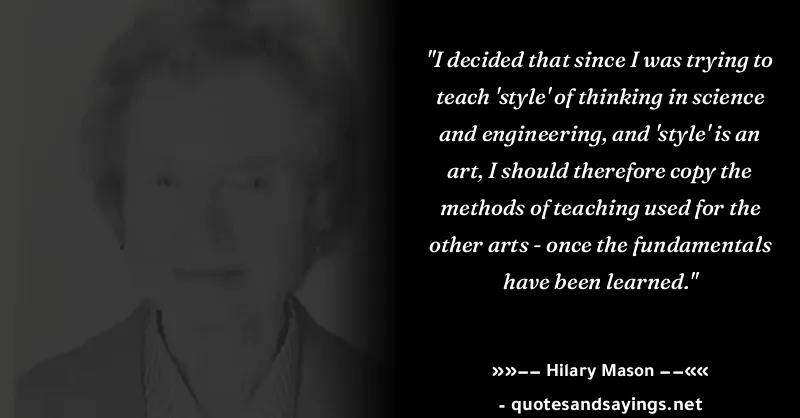 "I decided that since I was trying to
teach 'style' of thinking in science
and engineering, and 'style' is an
art, I should therefore copy the
methods of teaching used for the
other arts - once the fundamentals
have been learned."
»»–– Hilary Mason ––««
- quotesandsayings.net